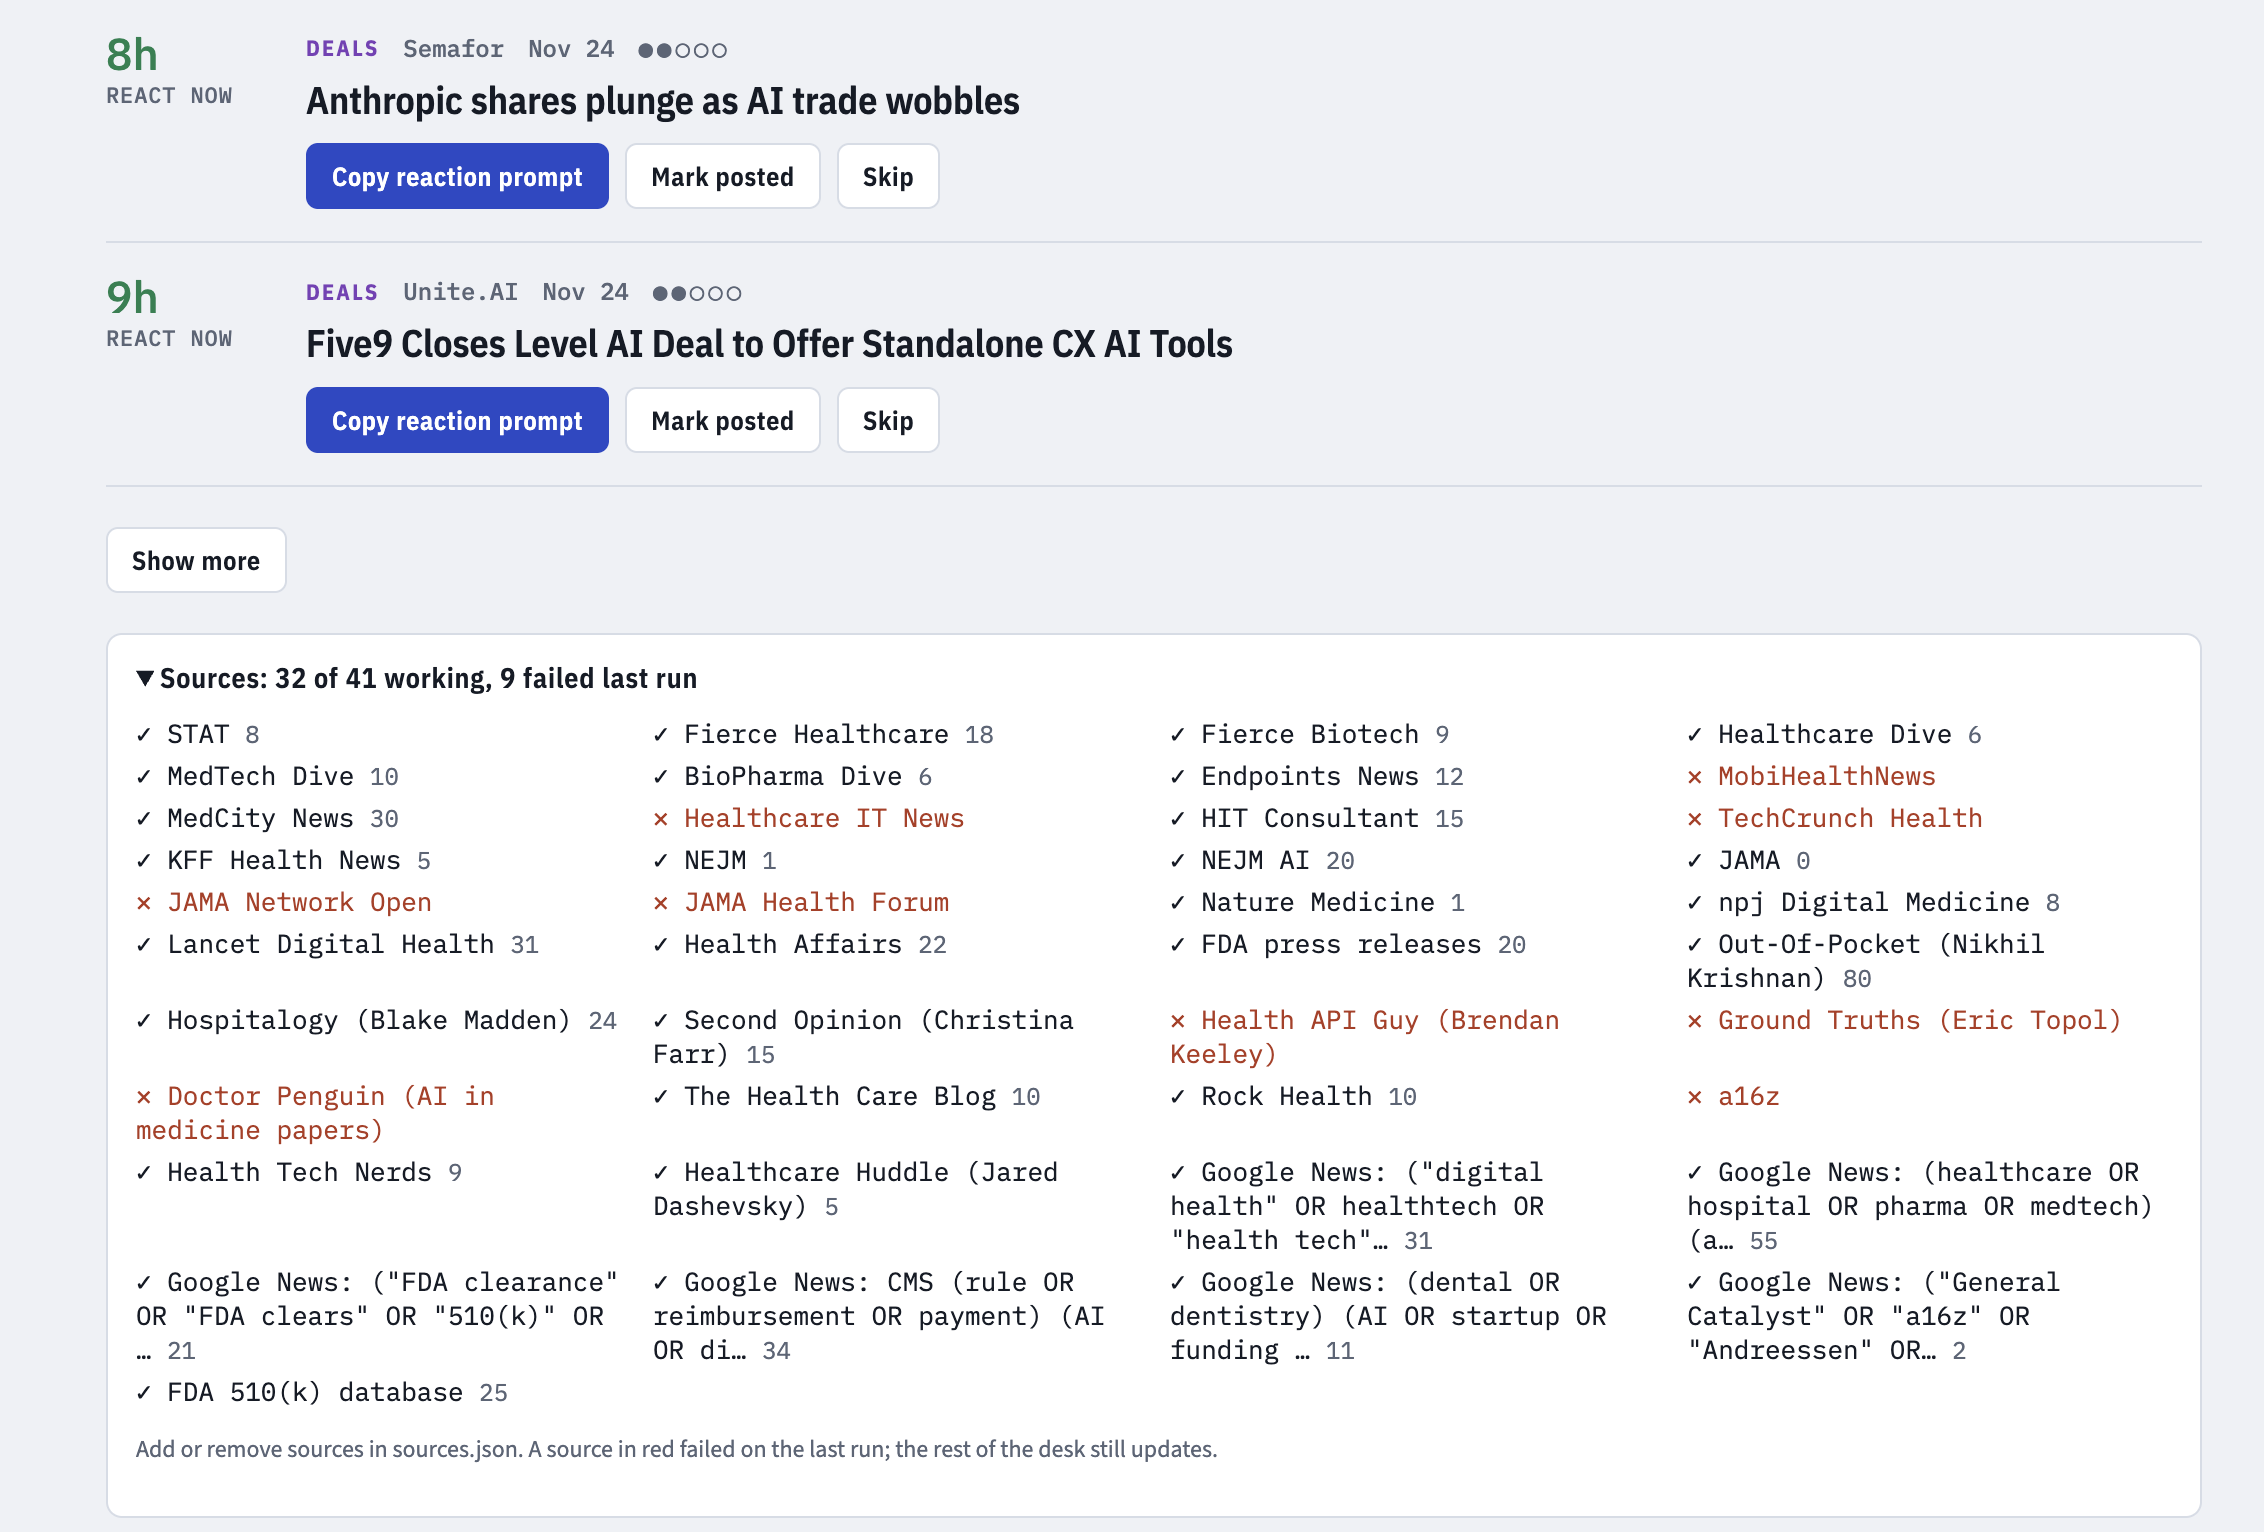 8h
REACT NOW
DEALS Semafor Nov 24 ●●○○○
Anthropic shares plunge as AI trade wobbles
Copy reaction prompt Mark posted Skip
9h
REACT NOW
DEALS Unite.AI Nov 24 ●●○○○
Five9 Closes Level AI Deal to Offer Standalone CX AI Tools
Copy reaction prompt Mark posted Skip
Show more
▼ Sources: 32 of 41 working, 9 failed last run
✓ STAT 8
✓ Fierce Healthcare 18
✓ Fierce Biotech 9
✓ Healthcare Dive 6
✓ MedTech Dive 10
✓ BioPharma Dive 6
✓ Endpoints News 12
× MobiHealthNews
✓ MedCity News 30
× Healthcare IT News
✓ HIT Consultant 15
× TechCrunch Health
✓ KFF Health News 5
✓ NEJM 1
✓ NEJM AI 20
✓ JAMA 0
× JAMA Network Open
× JAMA Health Forum
✓ Nature Medicine 1
✓ npj Digital Medicine 8
✓ Lancet Digital Health 31
✓ Health Affairs 22
✓ FDA press releases 20
✓ Out-Of-Pocket (Nikhil
Krishnan) 80
✓ Hospitalogy (Blake Madden) 24
✓ Second Opinion (Christina
Farr) 15
× Health API Guy (Brendan
Keeley)
× Ground Truths (Eric Topol)
× Doctor Penguin (AI in
medicine papers)
✓ The Health Care Blog 10
✓ Rock Health 10
× a16z
✓ Health Tech Nerds 9
✓ Healthcare Huddle (Jared
Dashevsky) 5
✓ Google News: ("digital
health" OR healthtech OR
"health tech"… 31
✓ Google News: (healthcare OR
hospital OR pharma OR medtech)
(a… 55
✓ Google News: ("FDA clearance"
OR "FDA clears" OR "510(k)" OR
… 21
✓ Google News: CMS (rule OR
reimbursement OR payment) (AI
OR di… 34
✓ Google News: (dental OR
dentistry) (AI OR startup OR
funding … 11
✓ Google News: ("General
Catalyst" OR "a16z" OR
"Andreessen" OR… 2
✓ FDA 510(k) database 25
Add or remove sources in sources.json. A source in red failed on the last run; the rest of the desk still updates.